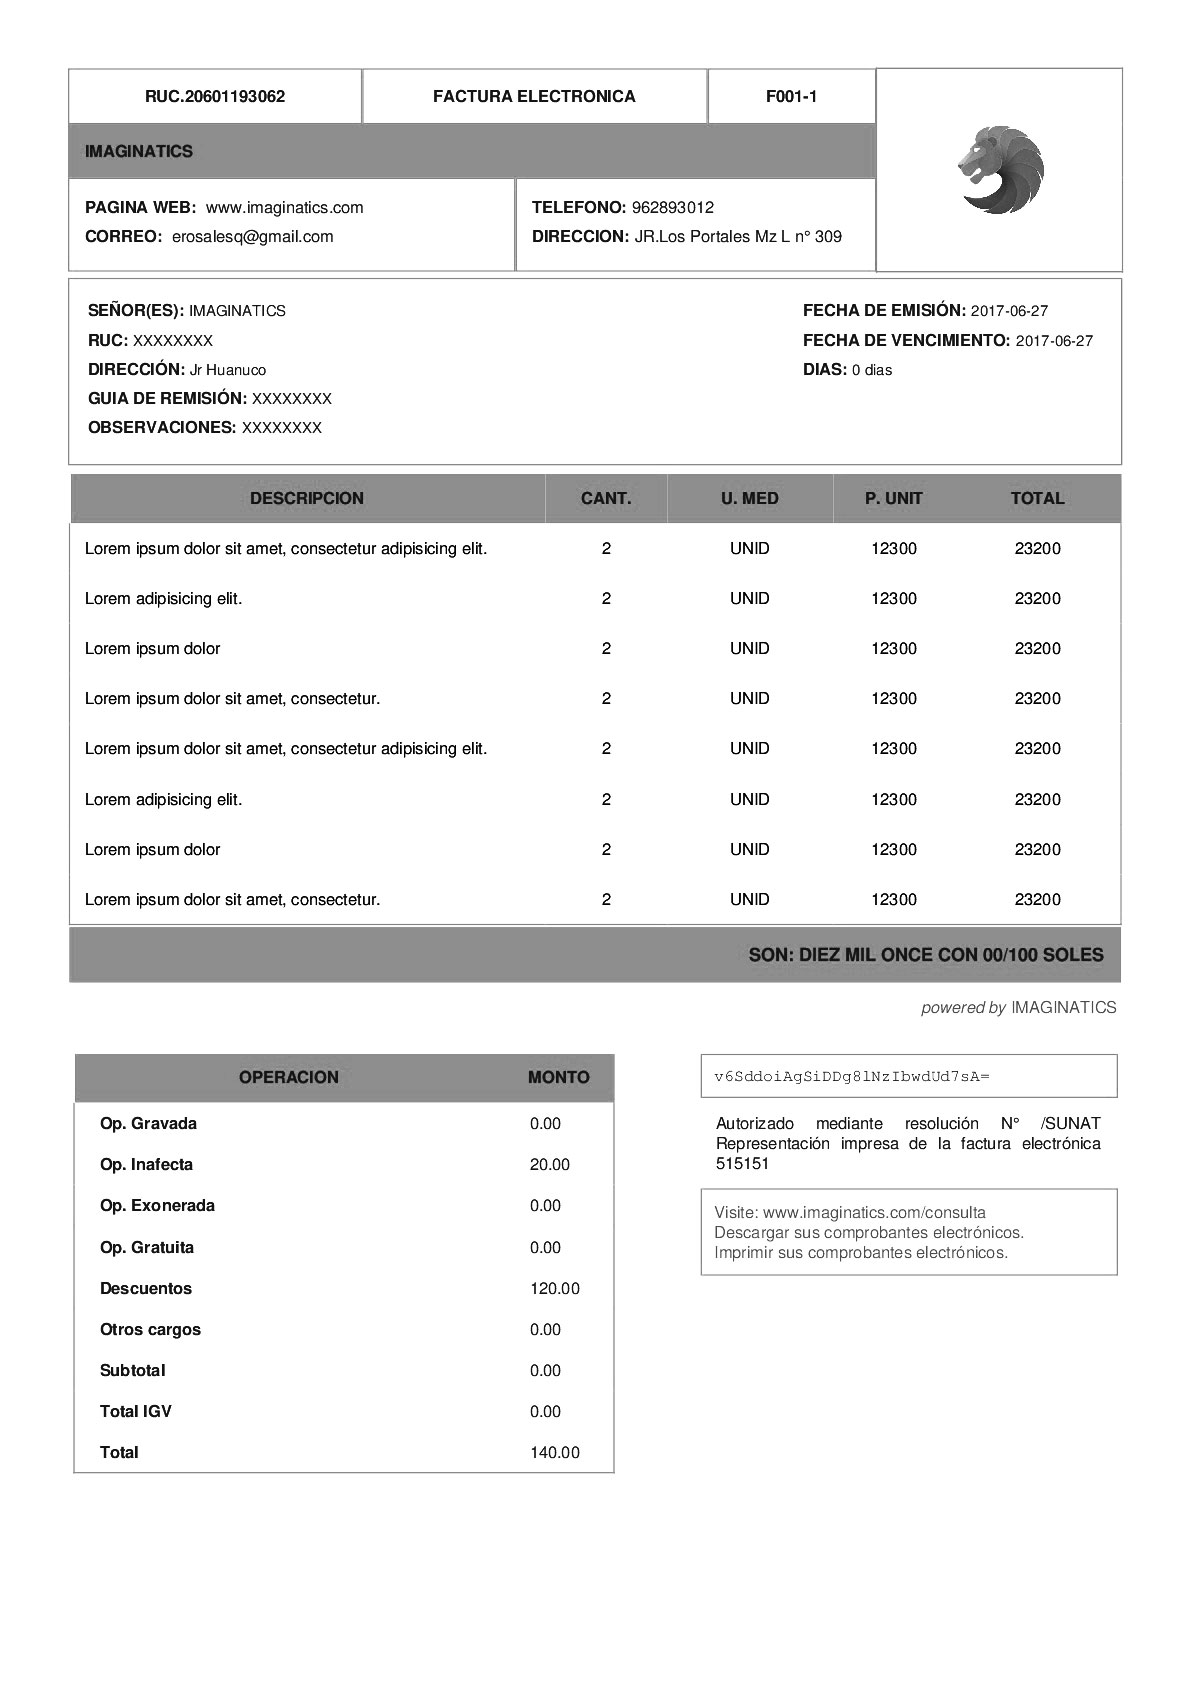 RUC.20601193062 FACTURA ELECTRONICA F001-1
IMAGINATICS
PAGINA WEB: www.imaginatics.com
CORREO: erosalesq@gmail.com
TELEFONO: 962893012
DIRECCION: JR.Los Portales Mz L n° 309
SEÑOR(ES): IMAGINATICS
RUC: XXXXXXXX
DIRECCIÓN: Jr Huanuco
GUIA DE REMISIÓN: XXXXXXXX
OBSERVACIONES: XXXXXXXX
FECHA DE EMISIÓN: 2017-06-27
FECHA DE VENCIMIENTO: 2017-06-27
DIAS: 0 dias
DESCRIPCION CANT. U. MED P. UNIT TOTAL
Lorem ipsum dolor sit amet, consectetur adipisicing elit. 2 UNID 12300 23200
Lorem adipisicing elit. 2 UNID 12300 23200
Lorem ipsum dolor 2 UNID 12300 23200
Lorem ipsum dolor sit amet, consectetur. 2 UNID 12300 23200
Lorem ipsum dolor sit amet, consectetur adipisicing elit. 2 UNID 12300 23200
Lorem adipisicing elit. 2 UNID 12300 23200
Lorem ipsum dolor 2 UNID 12300 23200
Lorem ipsum dolor sit amet, consectetur. 2 UNID 12300 23200
SON: DIEZ MIL ONCE CON 00/100 SOLES
powered by IMAGINATICS
OPERACION MONTO
Op. Gravada 0.00
Op. Inafecta 20.00
Op. Exonerada 0.00
Op. Gratuita 0.00
Descuentos 120.00
Otros cargos 0.00
Subtotal 0.00
Total IGV 0.00
Total 140.00
v6SddoiAgSiDDg8lNzIbwdUd7sA=
Autorizado mediante resolución N° /SUNAT
Representación impresa de la factura electrónica
515151
Visite: www.imaginatics.com/consulta
Descargar sus comprobantes electrónicos.
Imprimir sus comprobantes electrónicos.